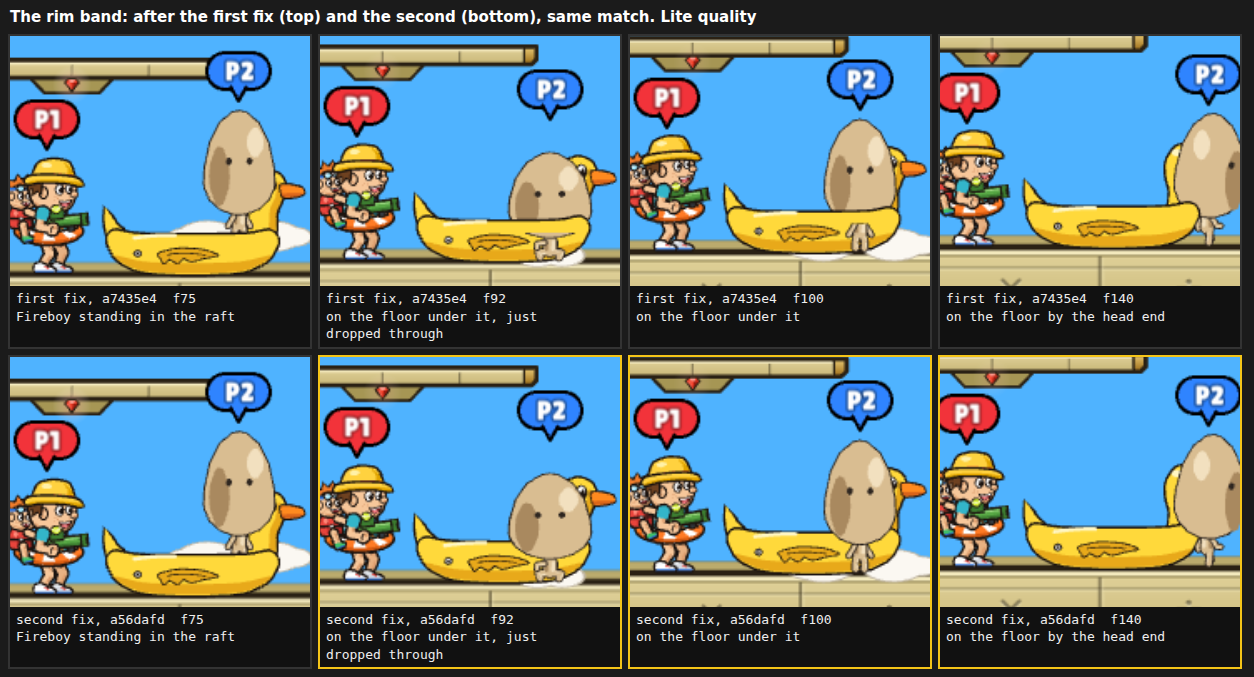 The rim band: after the first fix (top) and the second (bottom), same match. Lite quality
P1
P2
P1
P2
P1
P2
P1
P2
first fix, a7435e4  f75
Fireboy standing in the raft
first fix, a7435e4  f92
on the floor under it, just
dropped through
first fix, a7435e4  f100
on the floor under it
first fix, a7435e4  f140
on the floor by the head end
P1
P2
P1
P2
P1
P2
P1
P2
second fix, a56dafd  f75
Fireboy standing in the raft
second fix, a56dafd  f92
on the floor under it, just
dropped through
second fix, a56dafd  f100
on the floor under it
second fix, a56dafd  f140
on the floor by the head end